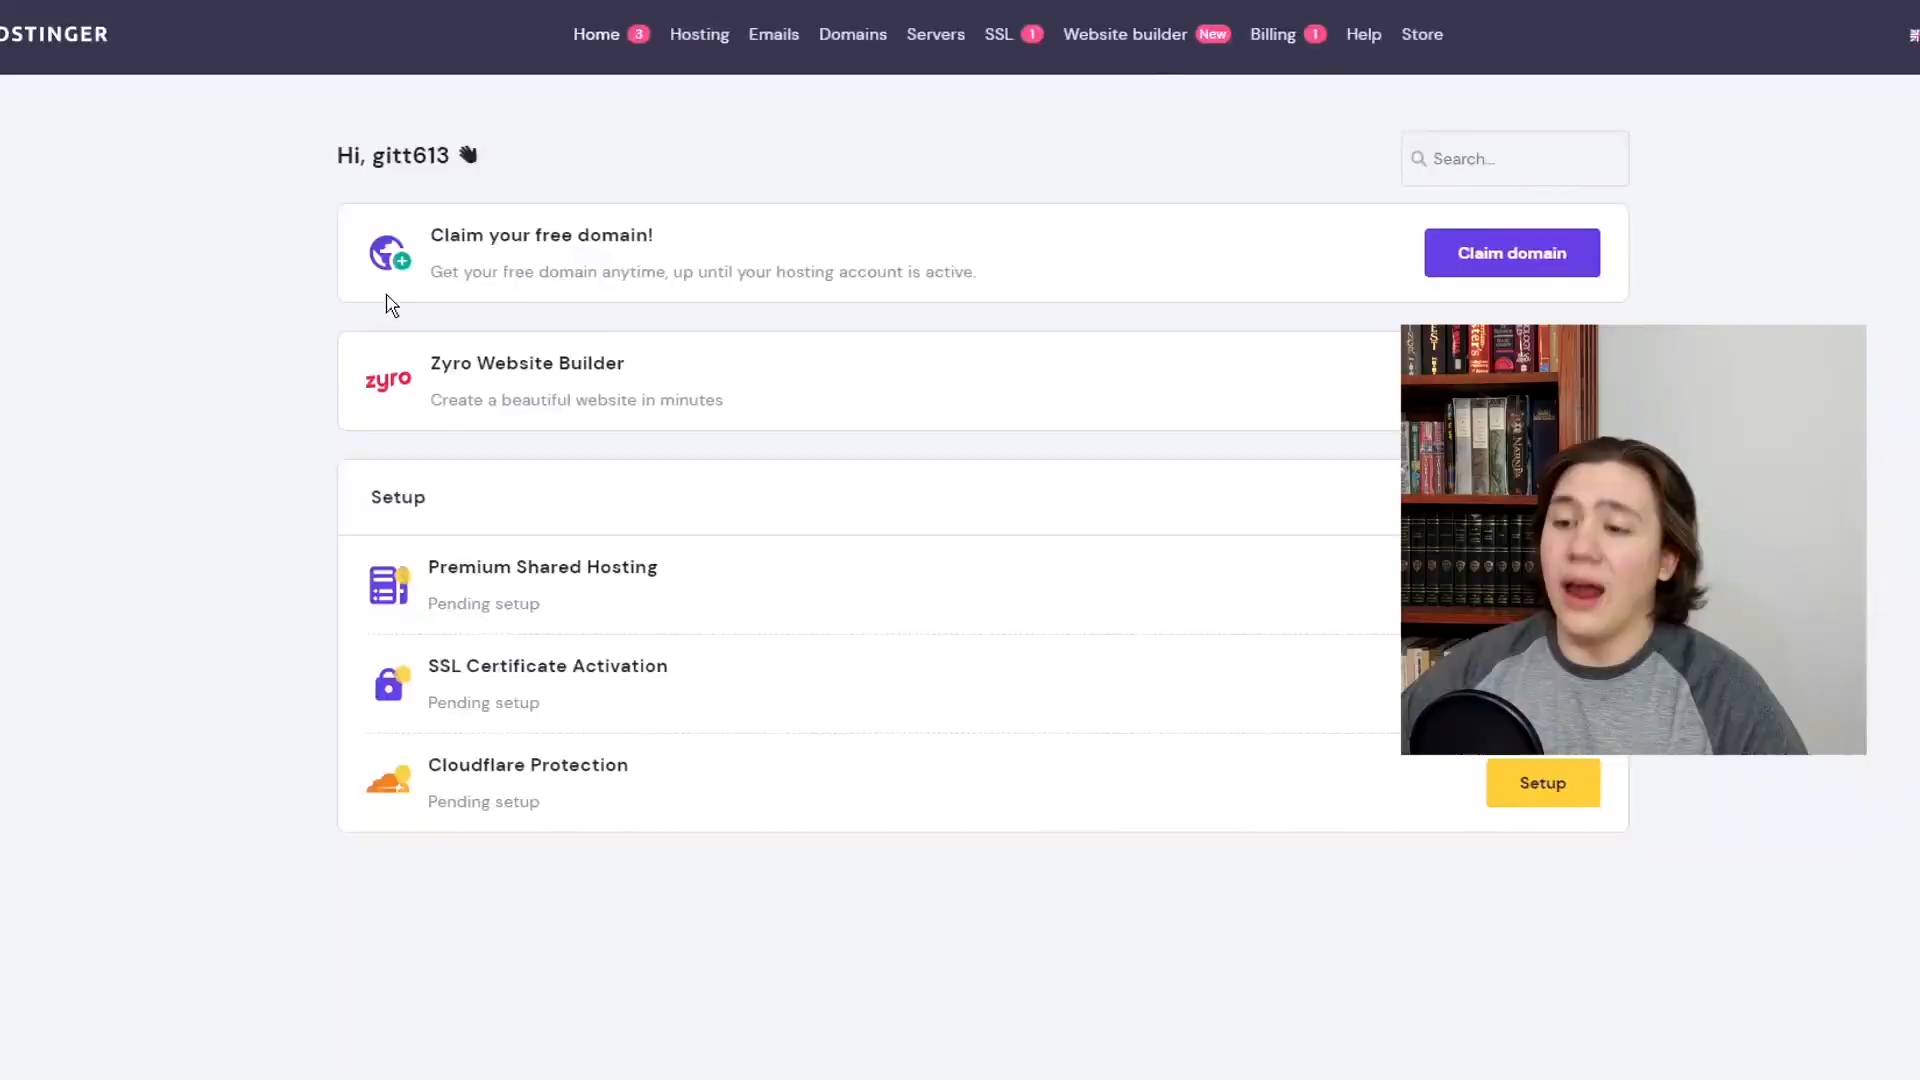 OSTINGER
Home 3 Hosting Emails Domains Servers SSL 1 Website builder New Billing 1 Help Store
Hi, gitt613
Search...
Claim your free domain!
Get your free domain anytime, up until your hosting account is active.
Claim domain
zyro
Zyro Website Builder
Create a beautiful website in minutes
Setup
Premium Shared Hosting
Pending setup
SSL Certificate Activation
Pending setup
Cloudflare Protection
Pending setup
Setup